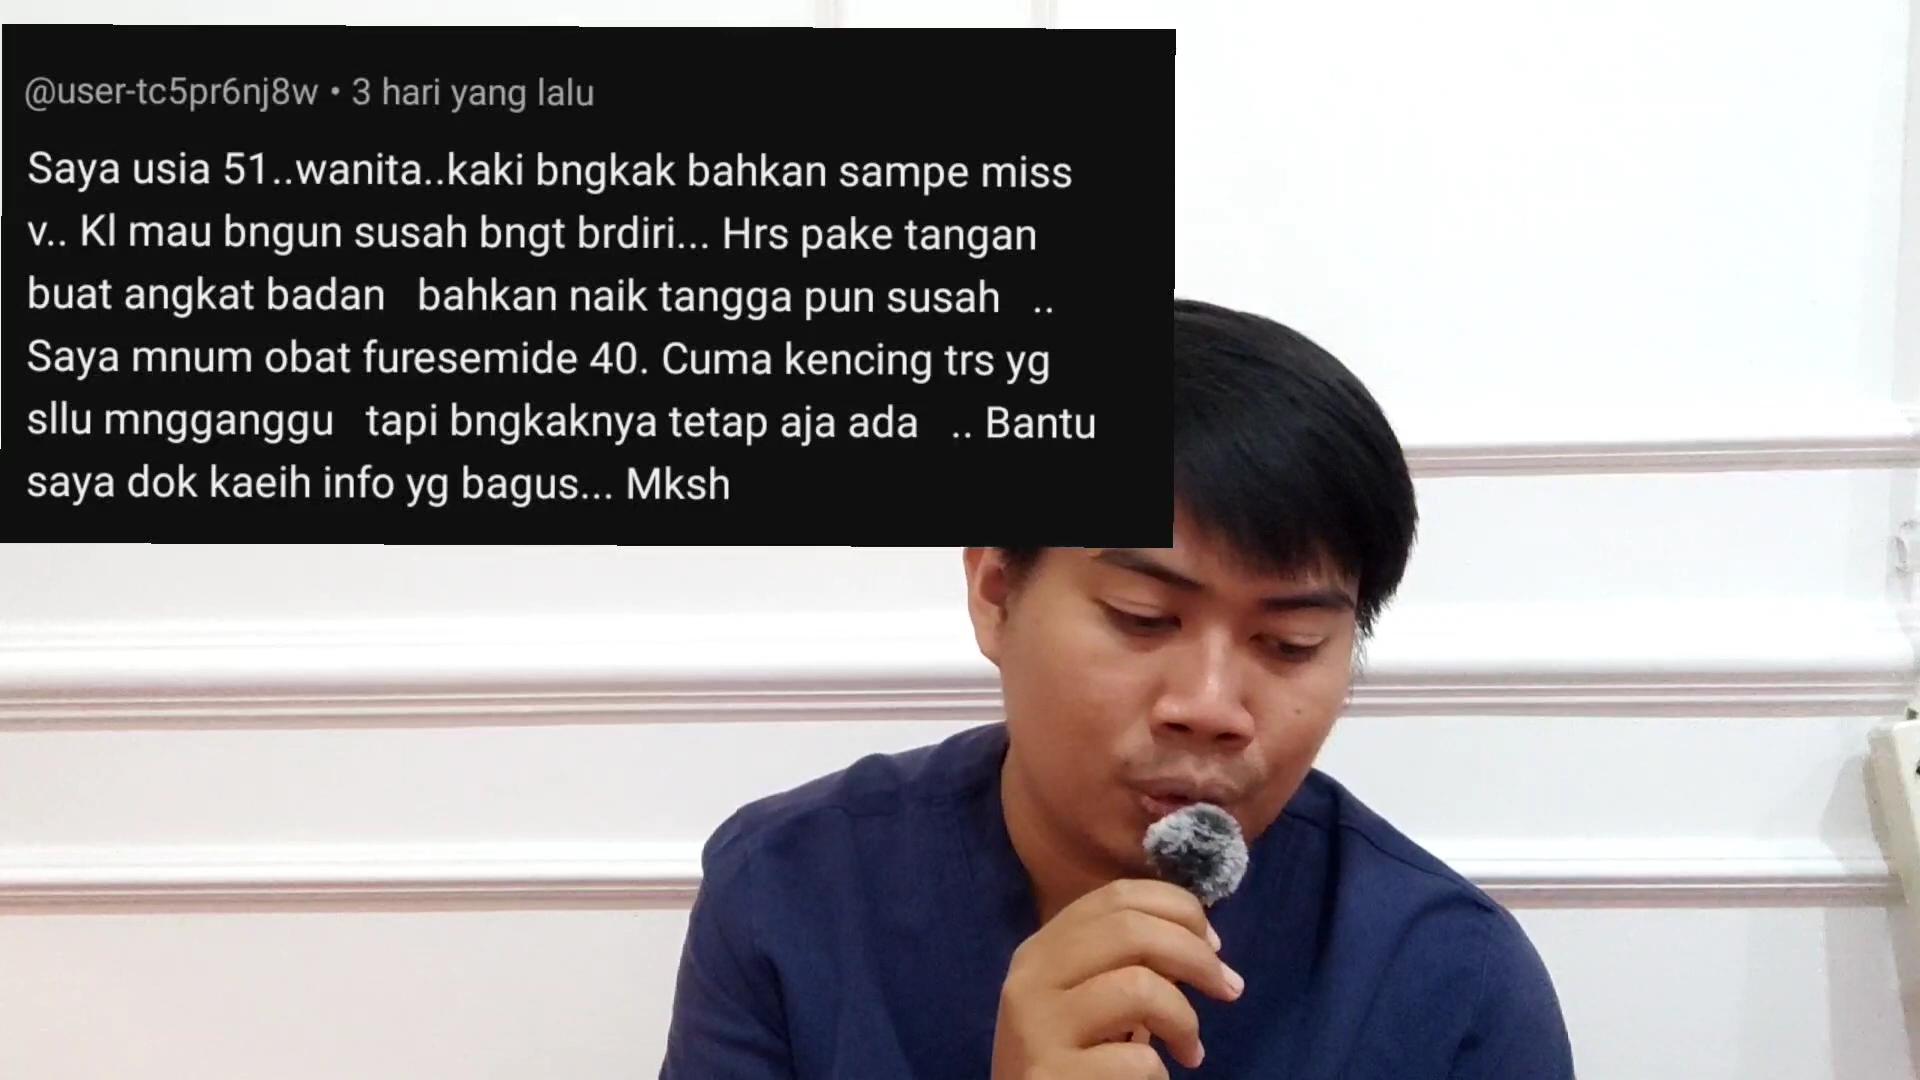 @user-tc5pr6nj8w • 3 hari yang lalu
Saya usia 51..wanita..kaki bngkak bahkan sampe miss
v.. Kl mau bngun susah bngt brdiri... Hrs pake tangan
buat angkat badan bahkan naik tangga pun susah ..
Saya mnum obat furesemide 40. Cuma kencing trs yg
sllu mngganggu tapi bngkaknya tetap aja ada .. Bantu
saya dok kaeih info yg bagus... Mksh